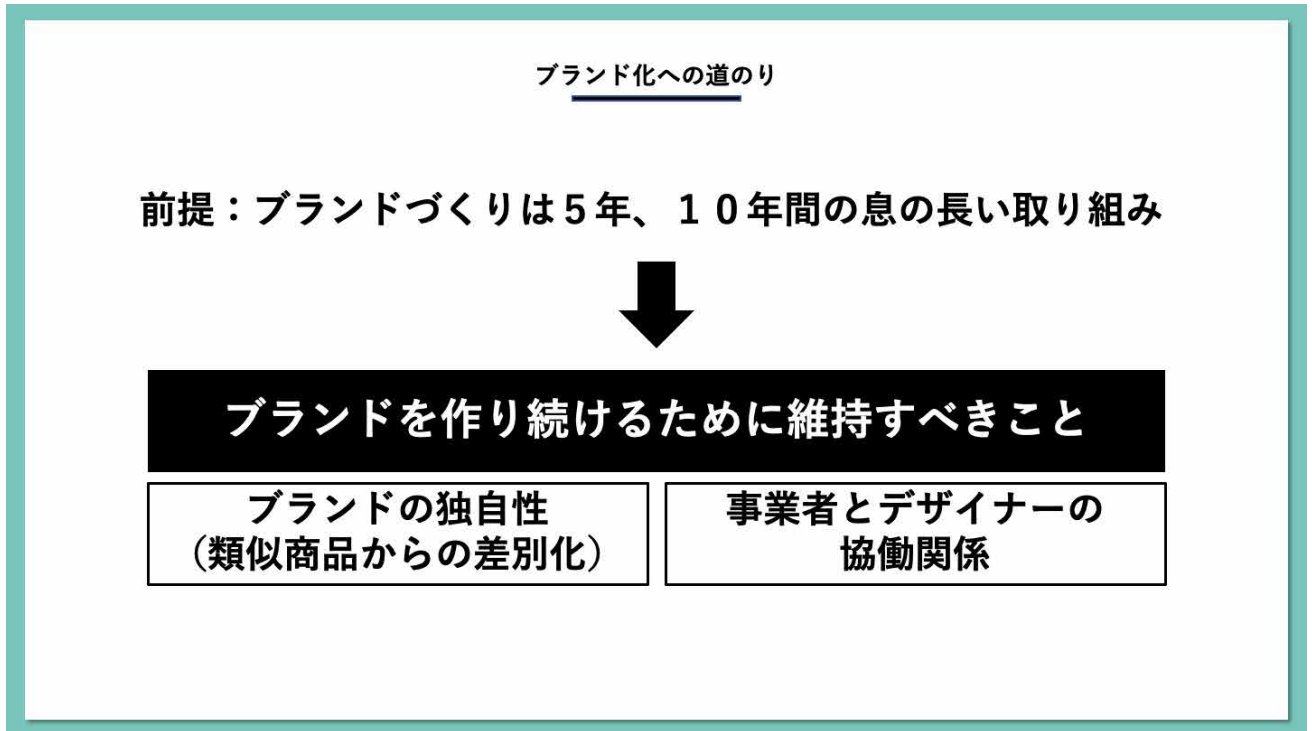 ブランド化への道のり
前提：ブランドづくりは５年、１０年間の息の長い取り組み
ブランドを作り続けるために維持すべきこと
ブランドの独自性
（類似商品からの差別化）
事業者とデザイナーの
協働関係